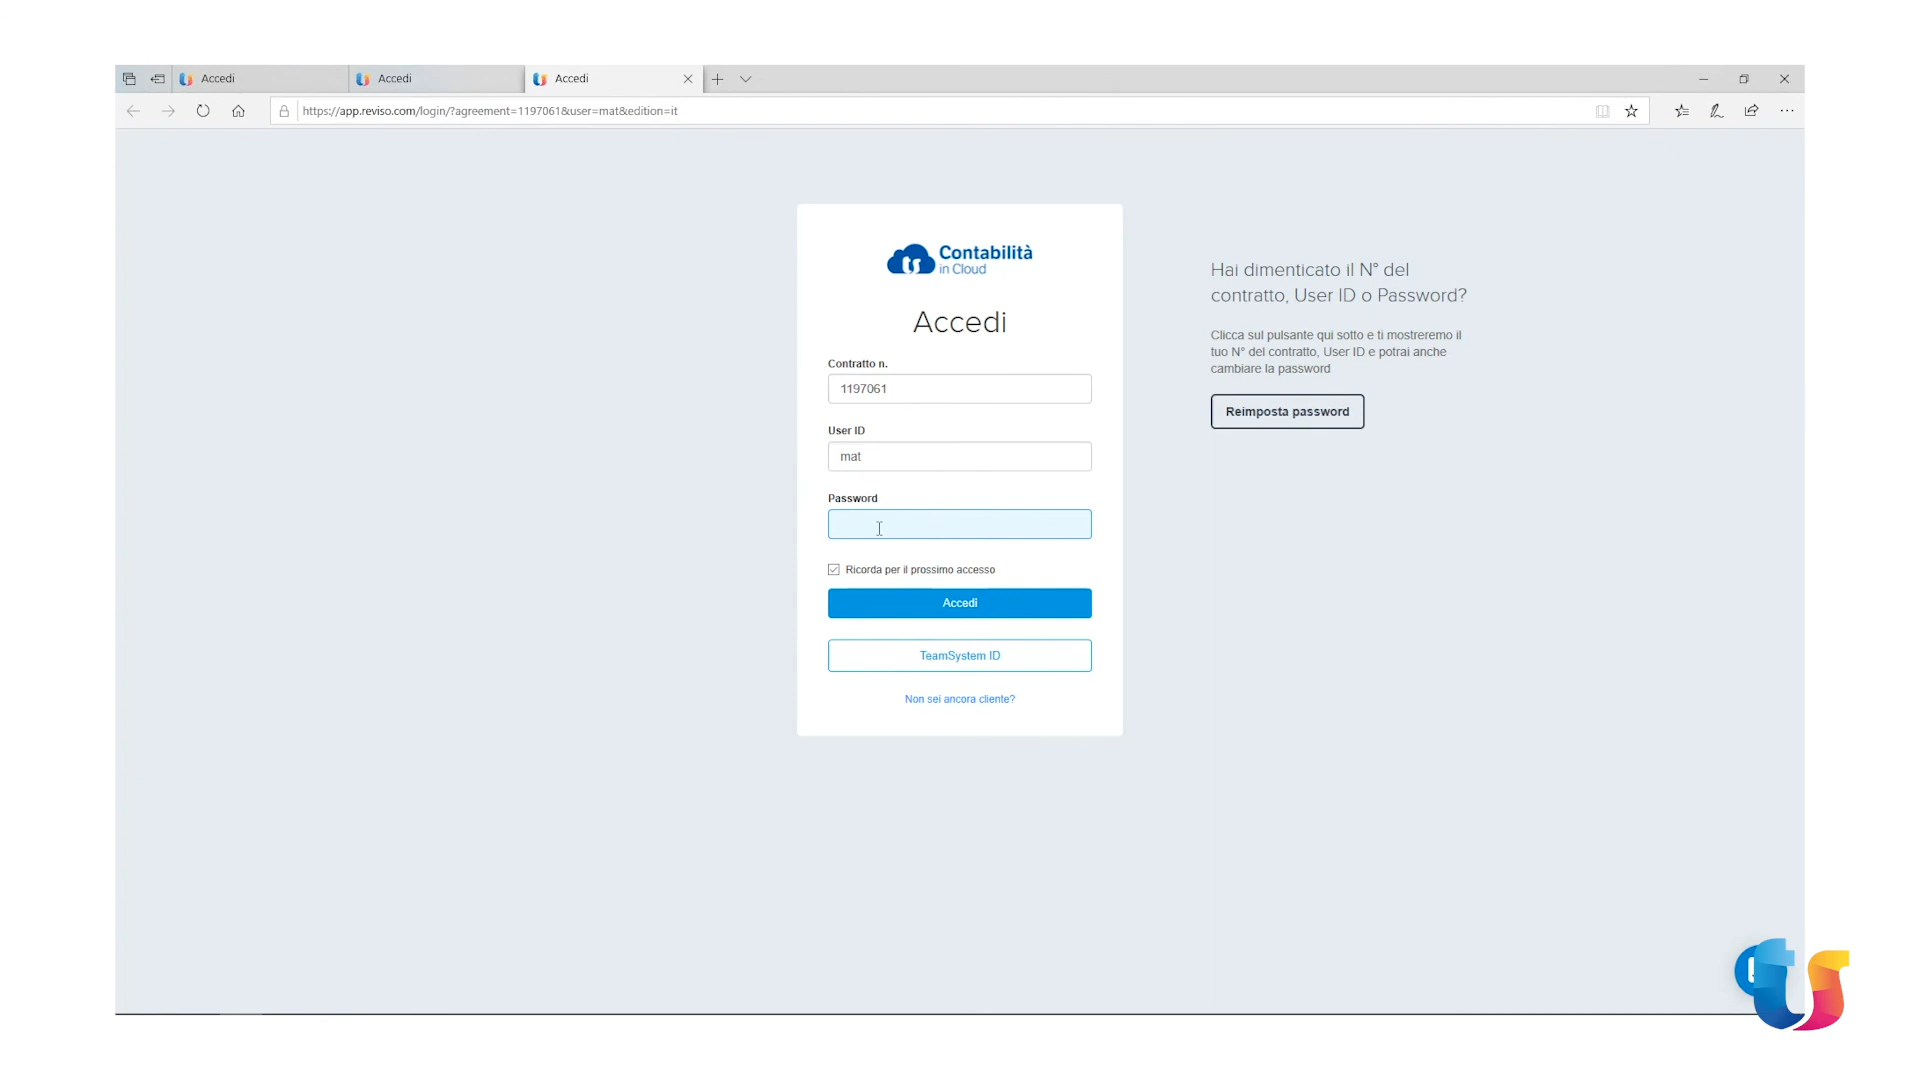 Accedi
Accedi
Accedi
https://app.reviso.com/login/?agreement=1197061&user=mat&edition=it
ts
Contabilità
in Cloud
Accedi
Contratto n.
1197061
User ID
mat
Password
Ricorda per il prossimo accesso
Accedi
TeamSystem ID
Non sei ancora cliente?
Hai dimenticato il N° del
contratto, User ID o Password?
Clicca sul pulsante qui sotto e ti mostreremo il
tuo N° del contratto, User ID e potrai anche
cambiare la password
Reimposta password
ts